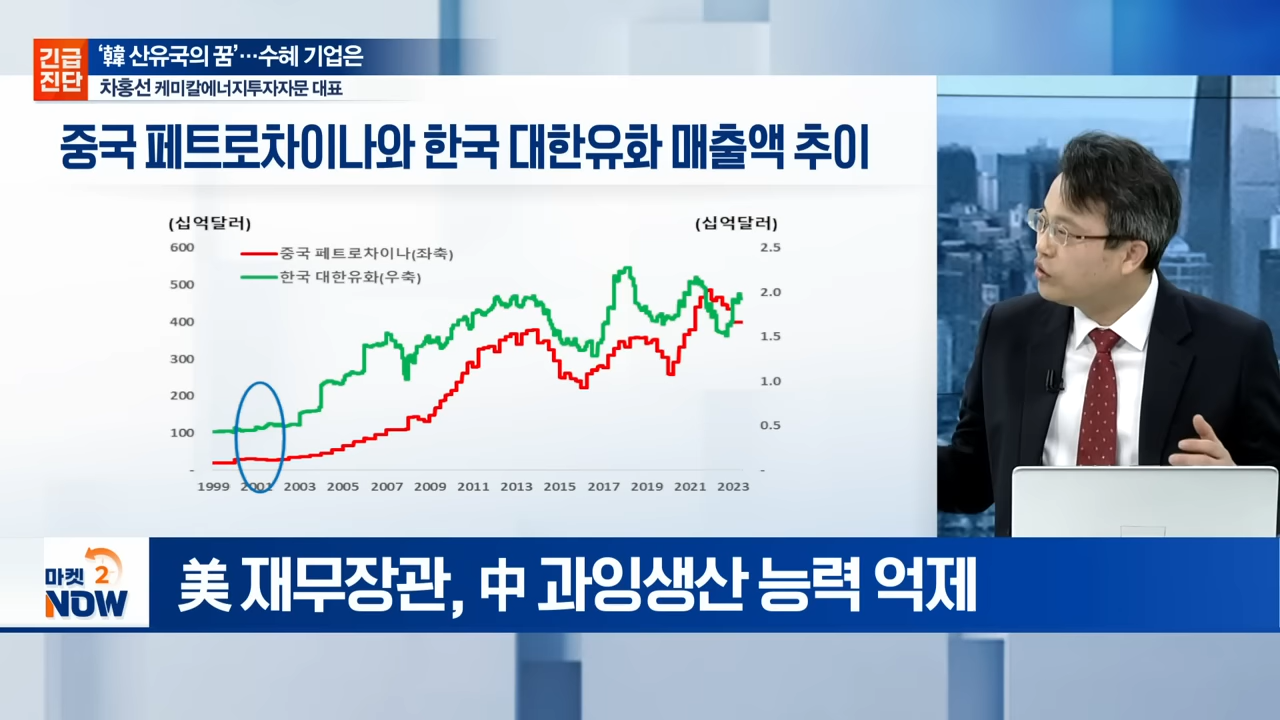 긴급
진단
‘韓 산유국의 꿈’…수혜 기업은
차홍선 케미칼에너지투자자문 대표
중국 페트로차이나와 한국 대한유화 매출액 추이
(십억달러)
(십억달러)
중국 페트로차이나(좌축)
한국 대한유화(우축)
600
500
400
300
200
100
-
2.5
2.0
1.5
1.0
0.5
-
1999 2001 2003 2005 2007 2009 2011 2013 2015 2017 2019 2021 2023
마켓 2
NOW
美 재무장관, 中 과잉생산 능력 억제